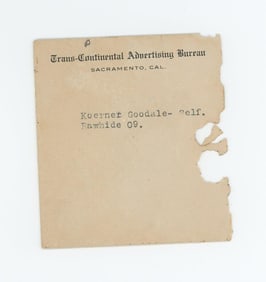 Trans-Continental Advertising Bureau
SACRAMENTO, CAL.
Koerner Goodale- Self.
Rawhide 09.